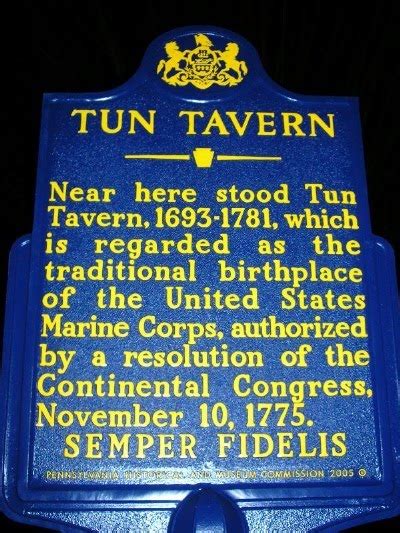 TUN TAVERN
Near here stood Tun
Tavern, 1693-1781, which
is regarded as the
traditional birthplace
of the United States
Marine Corps, authorized
by a resolution of the
Continental Congress,
November 10, 1775.
SEMPER FIDELIS
PENNSYLVANIA HISTORICAL AND MUSEUM COMMISSION 2005 ©